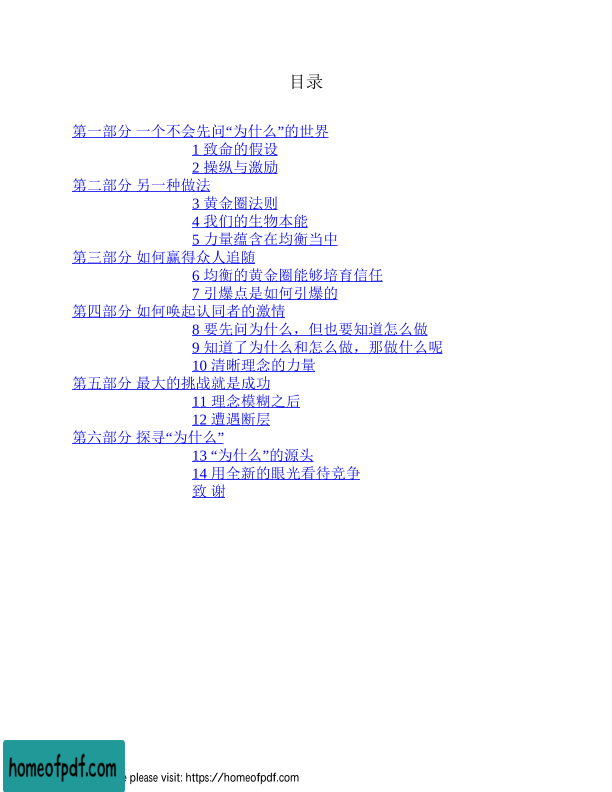 目录
第一部分 一个不会先问“为什么”的世界
1 致命的假设
2 操纵与激励
第二部分 另一种做法
3 黄金圈法则
4 我们的生物本能
5 力量蕴含在均衡当中
第三部分 如何赢得众人追随
6 均衡的黄金圈能够培育信任
7 引爆点是如何引爆的
第四部分 如何唤起认同者的激情
8 要先问为什么，但也要知道怎么做
9 知道了为什么和怎么做，那做什么呢
10 清晰理念的力量
第五部分 最大的挑战就是成功
11 理念模糊之后
12 遭遇断层
第六部分 探寻“为什么”
13 “为什么”的源头
14 用全新的眼光看待竞争
致 谢
homeofpdf.com
please visit: https://homeofpdf.com